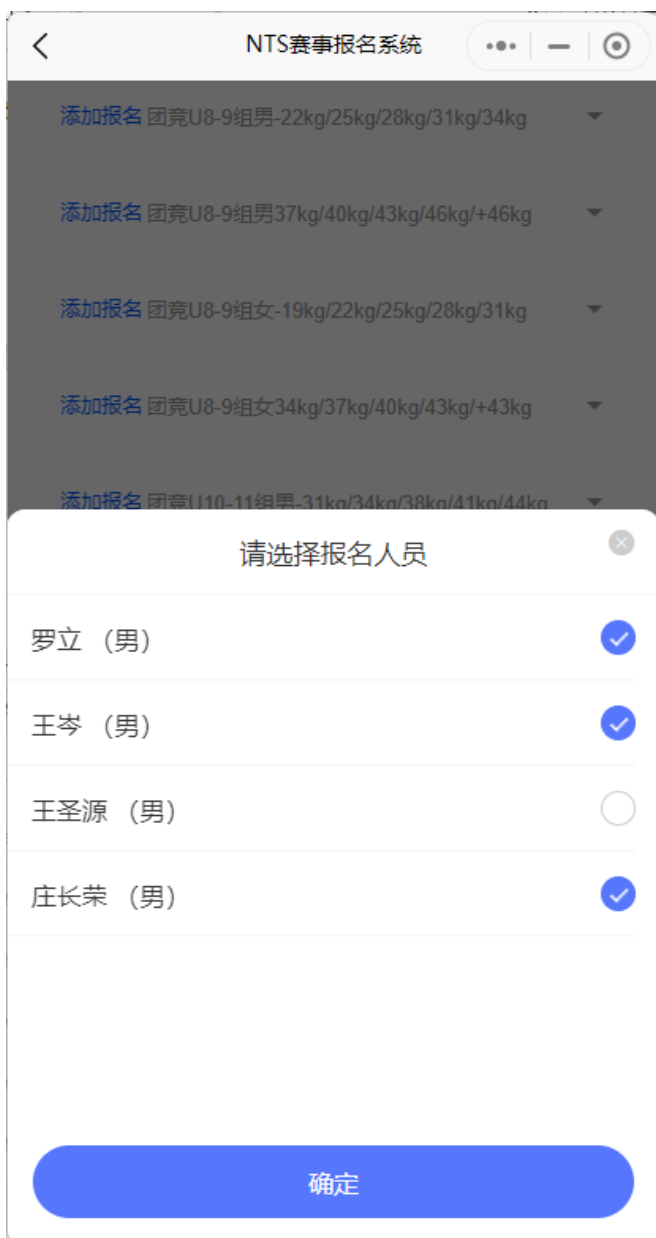 NTS赛事报名系统
添加报名 团竞U8-9组男-22kg/25kg/28kg/31kg/34kg
添加报名 团竞U8-9组男37kg/40kg/43kg/46kg/+46kg
添加报名 团竞U8-9组女-19kg/22kg/25kg/28kg/31kg
添加报名 团竞U8-9组女34kg/37kg/40kg/43kg/+43kg
添加报名 团竞U10-11组男-31kg/34kg/38kg/41kg/44kg
请选择报名人员
罗立 （男）
王岑 （男）
王圣源 （男）
庄长荣 （男）
确定